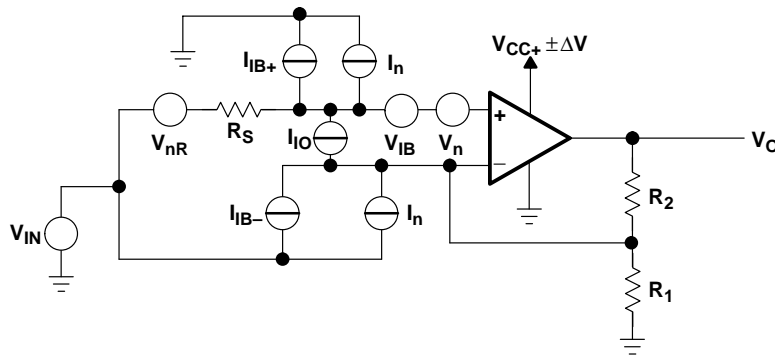 V_CC+ ±ΔV
I_IB+
I_n
+
V_nR
R_S
I_IO
V_IB
V_n
–
V_O
I_IB–
I_n
R_2
V_IN
R_1